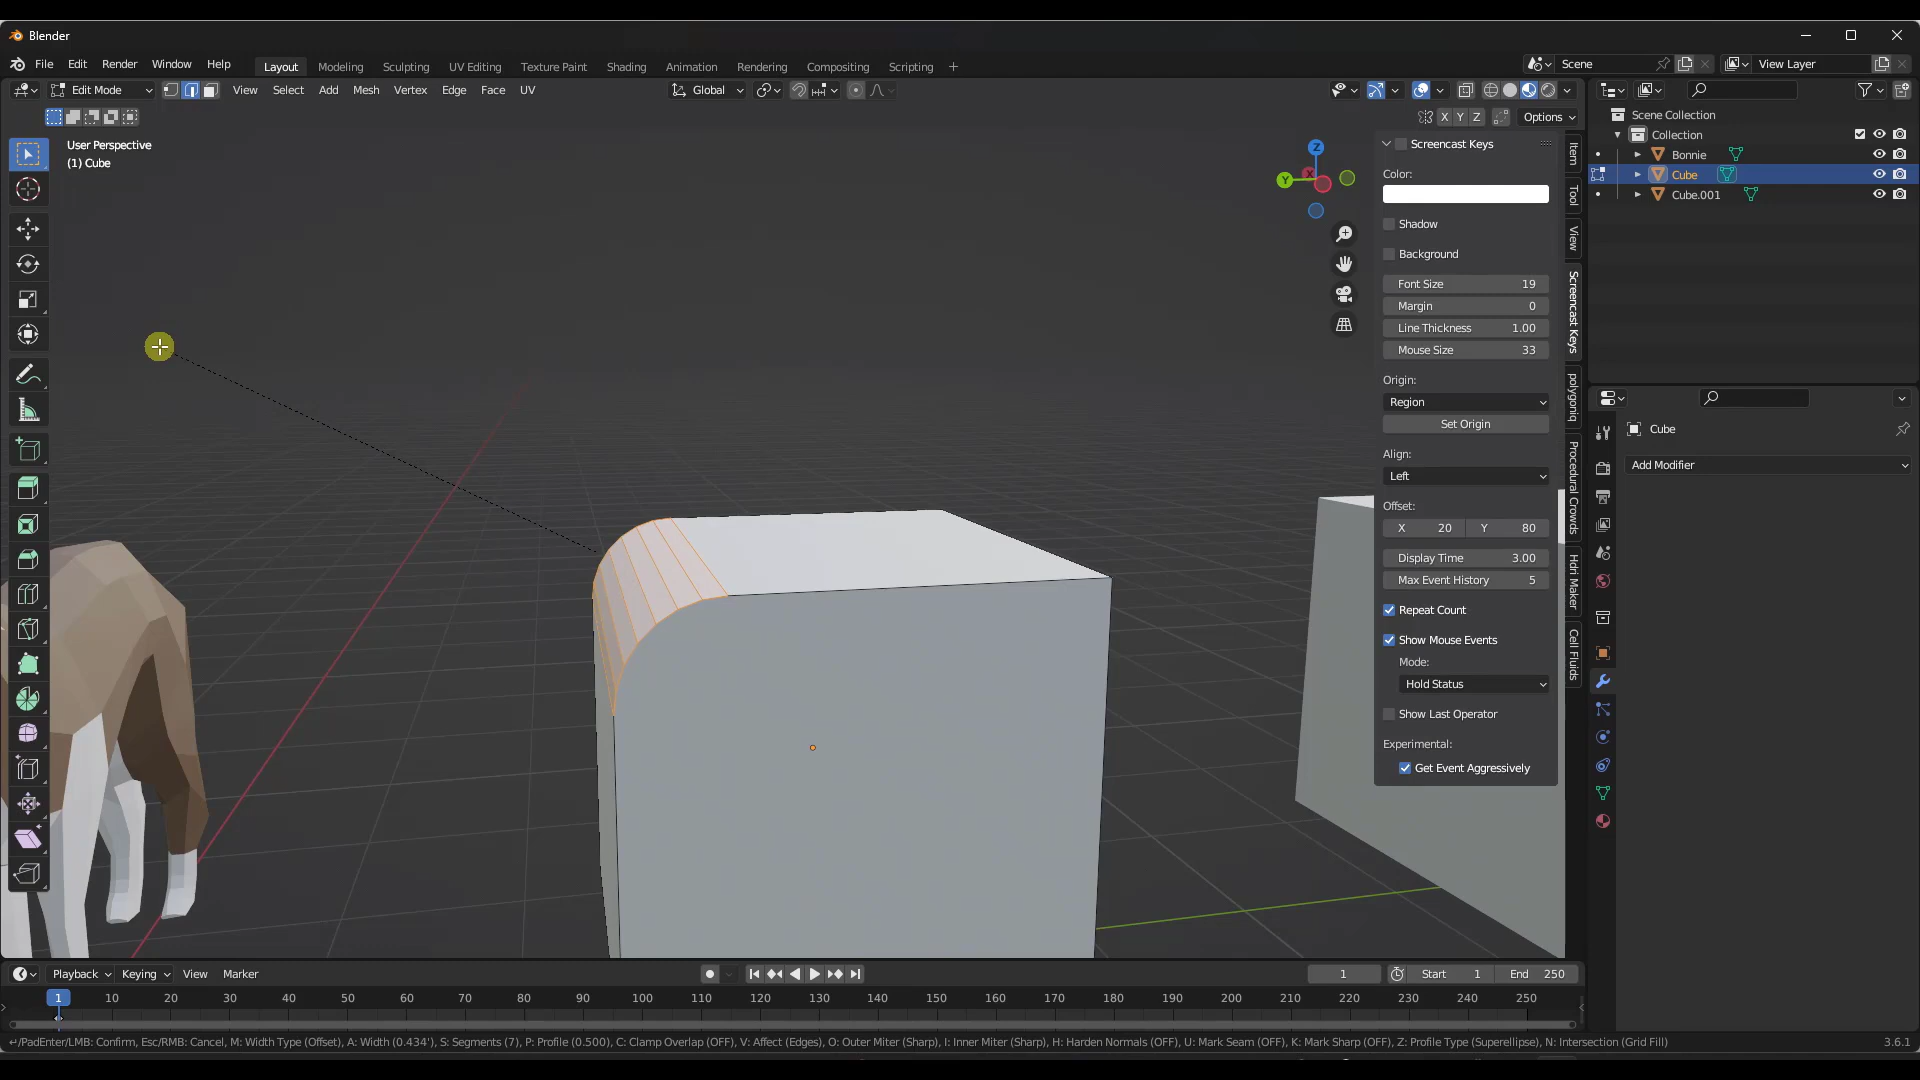 Blender
File Edit Render Window Help
Layout Modeling Sculpting UV Editing Texture Paint Shading Animation Rendering Compositing Scripting +
Scene
View Layer
Edit Mode View Select Add Mesh Vertex Edge Face UV
Global
X Y Z Options
User Perspective
(1) Cube
Z
Y
X
Screencast Keys
Color:
Shadow
Background
Font Size 19
Margin 0
Line Thickness 1.00
Mouse Size 33
Origin:
Region
Set Origin
Align:
Left
Offset:
X 20 Y 80
Display Time 3.00
Max Event History 5
Repeat Count
Show Mouse Events
Mode:
Hold Status
Show Last Operator
Experimental:
Get Event Aggressively
Item
Tool
View
Screencast Keys
polygoniq
Procedural Crowds
Hdri Maker
Cell Fluids
Scene Collection
Collection
Bonnie
Cube
Cube.001
Cube
Add Modifier
Playback Keying View Marker
1 Start 1 End 250
1 10 20 30 40 50 60 70 80 90 100 110 120 130 140 150 160 170 180 190 200 210 220 230 240 250
↵/PadEnter/LMB: Confirm, Esc/RMB: Cancel, M: Width Type (Offset), A: Width (0.434'), S: Segments (7), P: Profile (0.500), C: Clamp Overlap (OFF), V: Affect (Edges), O: Outer Miter (Sharp), I: Inner Miter (Sharp), H: Harden Normals (OFF), U: Mark Seam (OFF), K: Mark Sharp (OFF), Z: Profile Type (Superellipse), N: Intersection (Grid Fill)
3.6.1